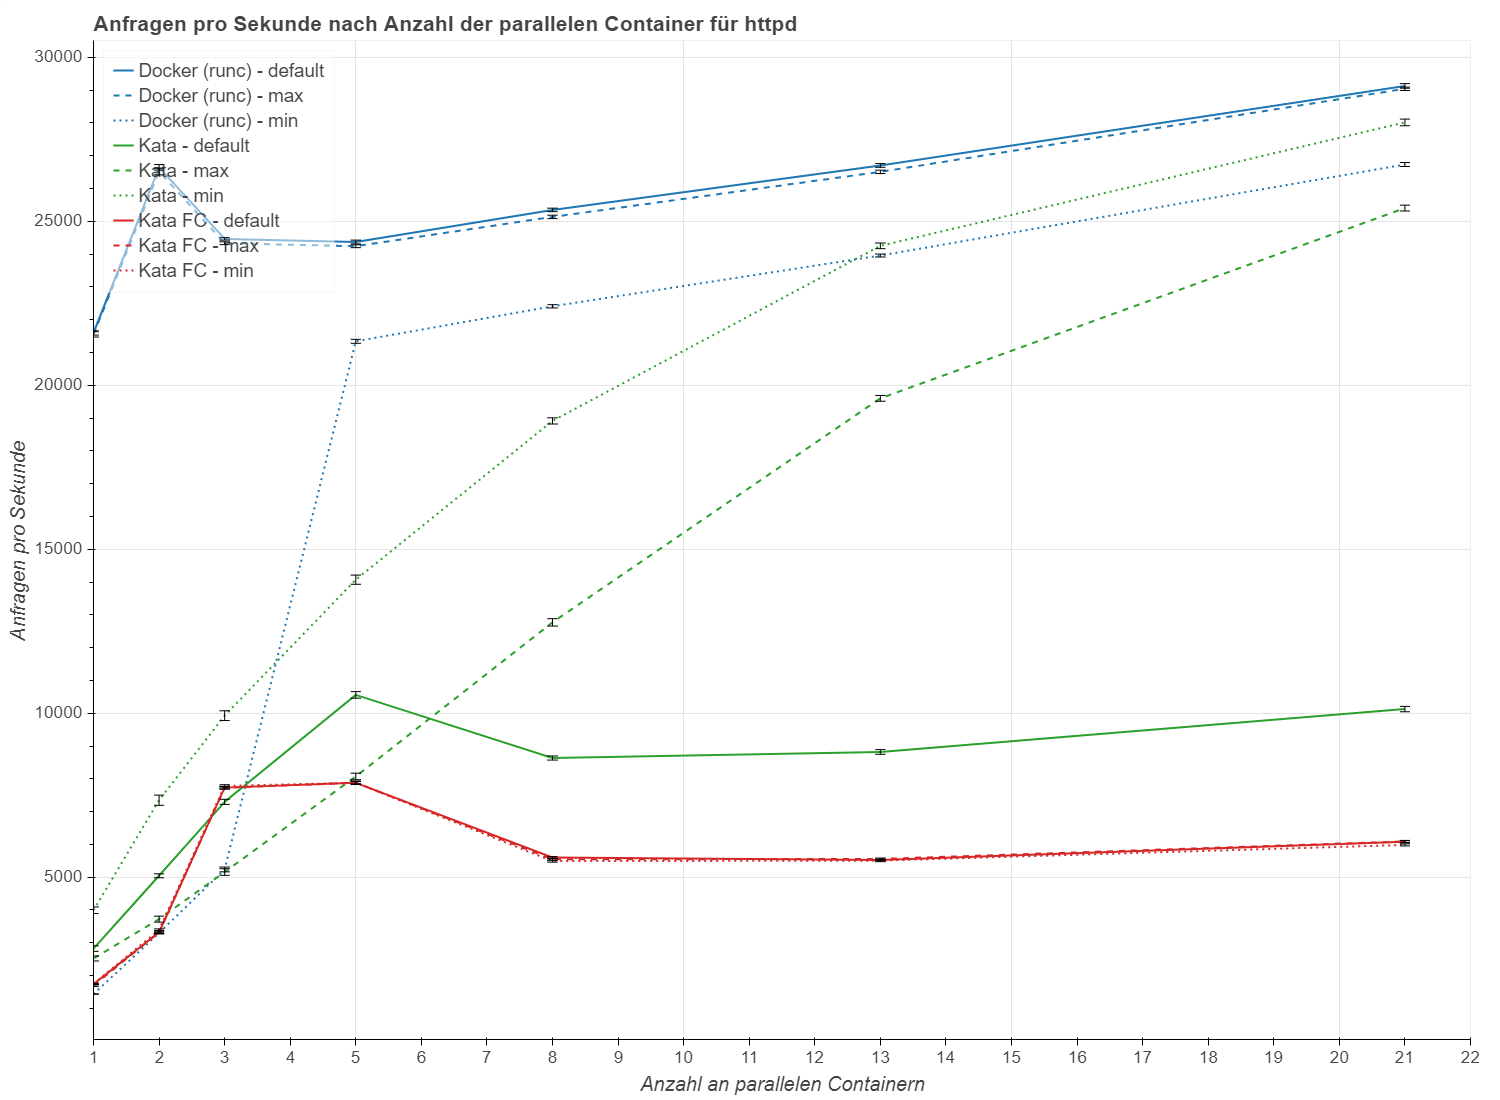 Anfragen pro Sekunde nach Anzahl der parallelen Container für httpd
30000
25000
20000
15000
10000
5000
Anfragen pro Sekunde
Docker (runc) - default
Docker (runc) - max
Docker (runc) - min
Kata - default
Kata - max
Kata - min
Kata FC - default
Kata FC - max
Kata FC - min
1 2 3 4 5 6 7 8 9 10 11 12 13 14 15 16 17 18 19 20 21 22
Anzahl an parallelen Containern